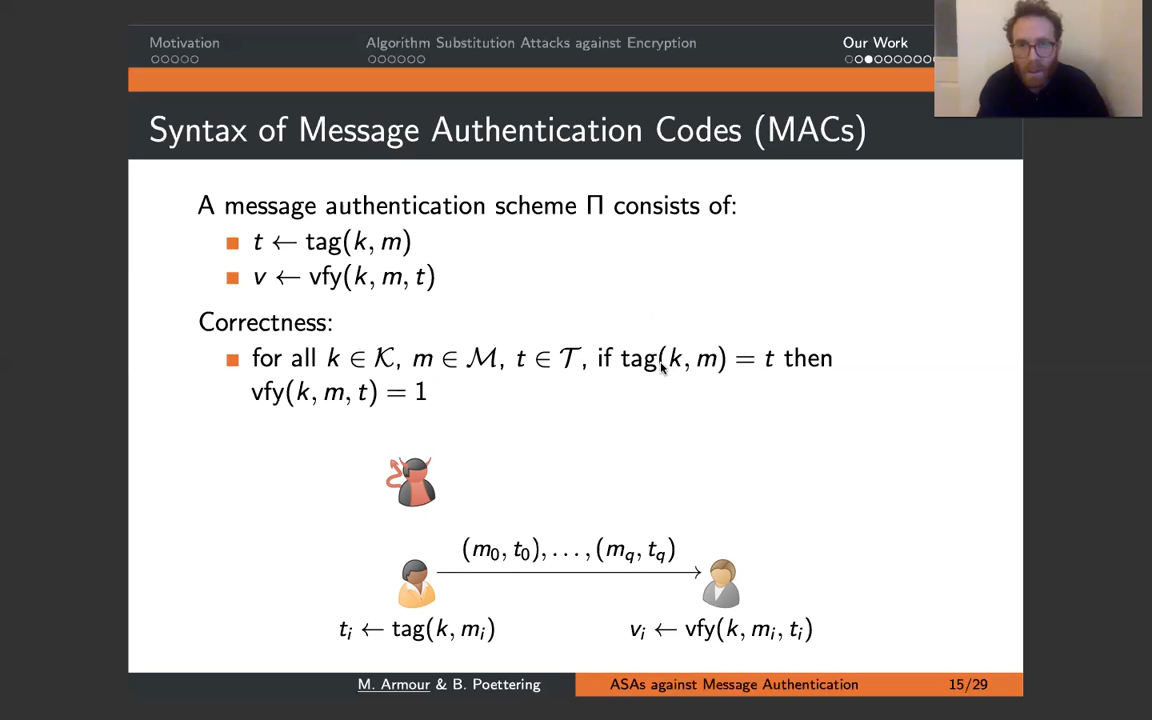 Motivation
Algorithm Substitution Attacks against Encryption
Our Work
Syntax of Message Authentication Codes (MACs)
A message authentication scheme Π consists of:
t ← tag(k, m)
v ← vfy(k, m, t)
Correctness:
for all k ∈ 𝒦, m ∈ ℳ, t ∈ 𝒯, if tag(k, m) = t then
vfy(k, m, t) = 1
(m₀, t₀), . . . , (m_q, t_q)
tᵢ ← tag(k, mᵢ)
vᵢ ← vfy(k, mᵢ, tᵢ)
M. Armour & B. Poettering
ASAs against Message Authentication
15/29